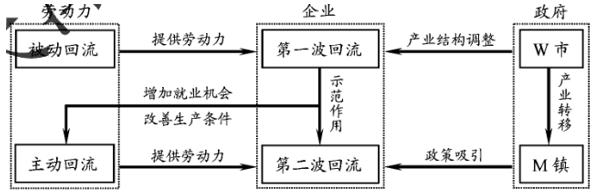 劳动力 企业 政府
被动回流 提供劳动力 第一波回流 产业结构调整 W市
增加就业机会 示范作用 产业转移
改善生产条件
主动回流 提供劳动力 第二波回流 政策吸引 M镇